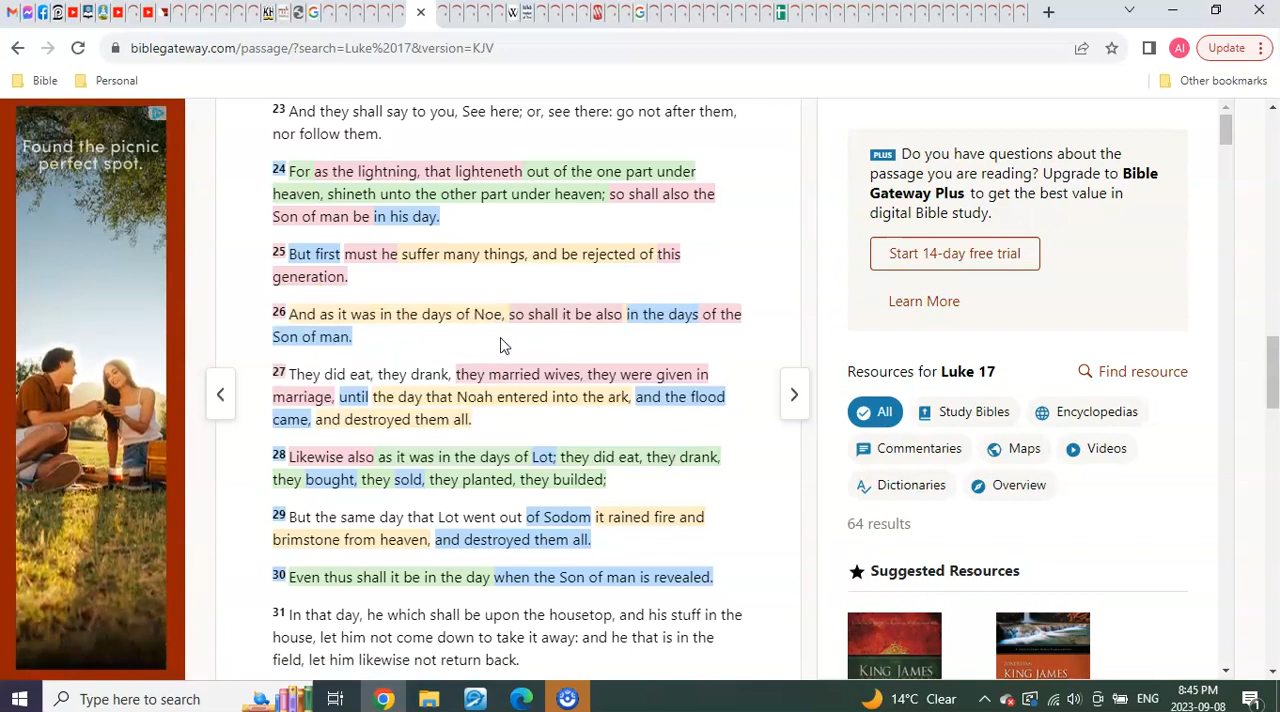 biblegateway.com/passage/?search=Luke%2017&version=KJV
AI
Update
Bible
Personal
Other bookmarks
Found the picnic
perfect spot.
23 And they shall say to you, See here; or, see there: go not after them,
nor follow them.
24 For as the lightning, that lighteneth out of the one part under
heaven, shineth unto the other part under heaven; so shall also the
Son of man be in his day.
25 But first must he suffer many things, and be rejected of this
generation.
26 And as it was in the days of Noe, so shall it be also in the days of the
Son of man.
27 They did eat, they drank, they married wives, they were given in
marriage, until the day that Noah entered into the ark, and the flood
came, and destroyed them all.
28 Likewise also as it was in the days of Lot; they did eat, they drank,
they bought, they sold, they planted, they builded;
29 But the same day that Lot went out of Sodom it rained fire and
brimstone from heaven, and destroyed them all.
30 Even thus shall it be in the day when the Son of man is revealed.
31 In that day, he which shall be upon the housetop, and his stuff in the
house, let him not come down to take it away: and he that is in the
field, let him likewise not return back.
PLUS Do you have questions about the
passage you are reading? Upgrade to Bible
Gateway Plus to get the best value in
digital Bible study.
Start 14-day free trial
Learn More
Resources for Luke 17
Find resource
All
Study Bibles
Encyclopedias
Commentaries
Maps
Videos
Dictionaries
Overview
64 results
Suggested Resources
KING JAMES
KING JAMES
Type here to search
14°C Clear
ENG
8:45 PM
2023-09-08
1